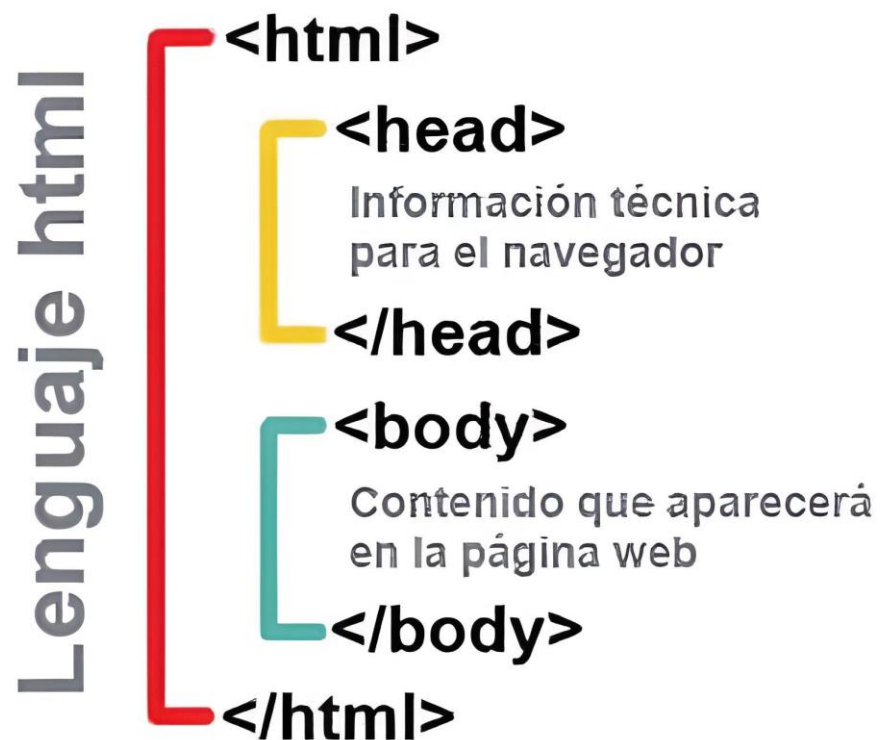 Lenguaje html
<html>
<head>
Información técnica
para el navegador
</head>
<body>
Contenido que aparecerá
en la página web
</body>
</html>